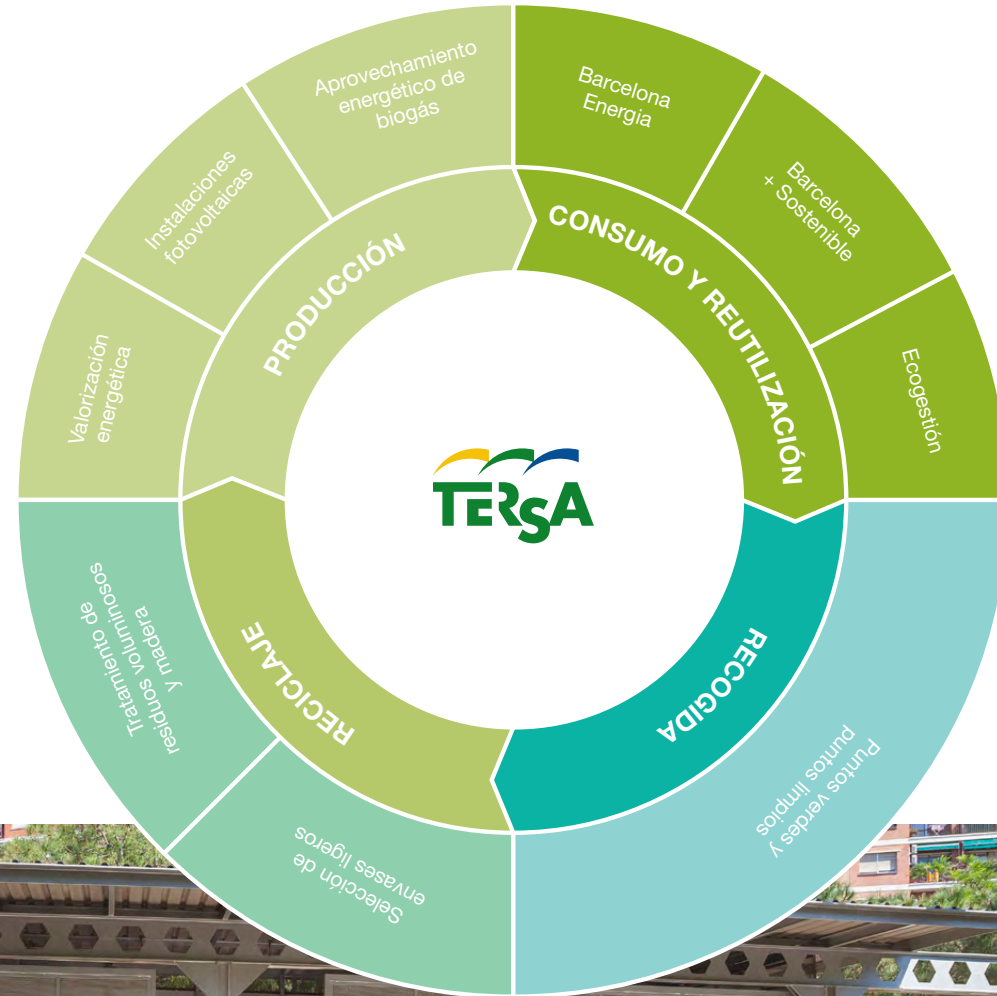 Aprovechamiento
energético de
biogás
Barcelona
Energia
Instalaciones
fotovoltaicas
Barcelona
+ Sostenible
PRODUCCIÓN
CONSUMO Y REUTILIZACIÓN
Valorización
energética
Ecogestión
TERSA
Tratamiento de
residuos voluminosos
y madera
RECICLAJE
RECOGIDA
Puntos verdes y
puntos limpios
Selección de
envases ligeros